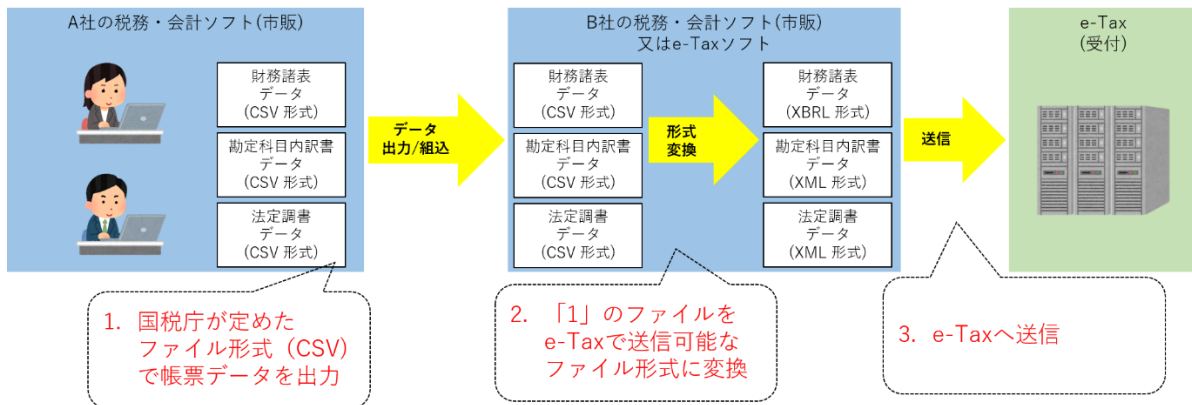 A社の税務・会計ソフト(市販)
財務諸表
データ
(CSV 形式)
勘定科目内訳書
データ
(CSV 形式)
法定調書
データ
(CSV 形式)
データ
出力/組込
B社の税務・会計ソフト(市販)
又はe-Taxソフト
財務諸表
データ
(CSV 形式)
勘定科目内訳書
データ
(CSV 形式)
法定調書
データ
(CSV 形式)
形式
変換
財務諸表
データ
(XBRL 形式)
勘定科目内訳書
データ
(XML 形式)
法定調書
データ
(XML 形式)
送信
e-Tax
(受付)
1. 国税庁が定めた
ファイル形式（CSV）
で帳票データを出力
2. 「1」のファイルを
e-Taxで送信可能な
ファイル形式に変換
3. e-Taxへ送信